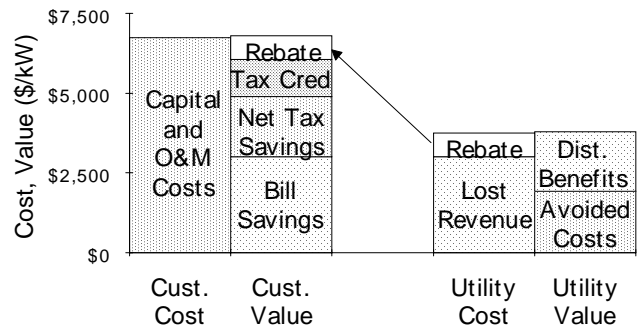 Cost, Value ($/kW)
$7,500
$5,000
$2,500
$0
Capital
and
O&M
Costs
Rebate
Tax Cred
Net Tax
Savings
Bill
Savings
Rebate
Lost
Revenue
Dist.
Benefits
Avoided
Costs
Cust.
Cost
Cust.
Value
Utility
Cost
Utility
Value